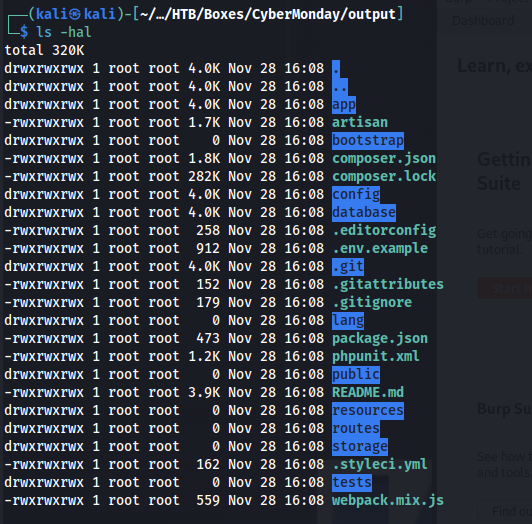 ┌──(kali㉿kali)-[~/…/HTB/Boxes/CyberMonday/output]
└─$ ls -hal
total 320K
drwxrwxrwx 1 root root 4.0K Nov 28 16:08 .
drwxrwxrwx 1 root root 4.0K Nov 28 16:08 ..
drwxrwxrwx 1 root root 4.0K Nov 28 16:08 app
-rwxrwxrwx 1 root root 1.7K Nov 28 16:08 artisan
drwxrwxrwx 1 root root    0 Nov 28 16:08 bootstrap
-rwxrwxrwx 1 root root 1.8K Nov 28 16:08 composer.json
-rwxrwxrwx 1 root root 282K Nov 28 16:08 composer.lock
drwxrwxrwx 1 root root 4.0K Nov 28 16:08 config
drwxrwxrwx 1 root root 4.0K Nov 28 16:08 database
-rwxrwxrwx 1 root root  258 Nov 28 16:08 .editorconfig
-rwxrwxrwx 1 root root  912 Nov 28 16:08 .env.example
drwxrwxrwx 1 root root 4.0K Nov 28 16:08 .git
-rwxrwxrwx 1 root root  152 Nov 28 16:08 .gitattributes
-rwxrwxrwx 1 root root  179 Nov 28 16:08 .gitignore
drwxrwxrwx 1 root root    0 Nov 28 16:08 lang
-rwxrwxrwx 1 root root  473 Nov 28 16:08 package.json
-rwxrwxrwx 1 root root 1.2K Nov 28 16:08 phpunit.xml
drwxrwxrwx 1 root root    0 Nov 28 16:08 public
-rwxrwxrwx 1 root root 3.9K Nov 28 16:08 README.md
drwxrwxrwx 1 root root    0 Nov 28 16:08 resources
drwxrwxrwx 1 root root    0 Nov 28 16:08 routes
drwxrwxrwx 1 root root    0 Nov 28 16:08 storage
-rwxrwxrwx 1 root root  162 Nov 28 16:08 .styleci.yml
drwxrwxrwx 1 root root    0 Nov 28 16:08 tests
-rwxrwxrwx 1 root root  559 Nov 28 16:08 webpack.mix.js
Dashboard
Learn, ex
Gettin
Suite
Get going
tutorial:
Burp Su
See how t
and tools
Find ou